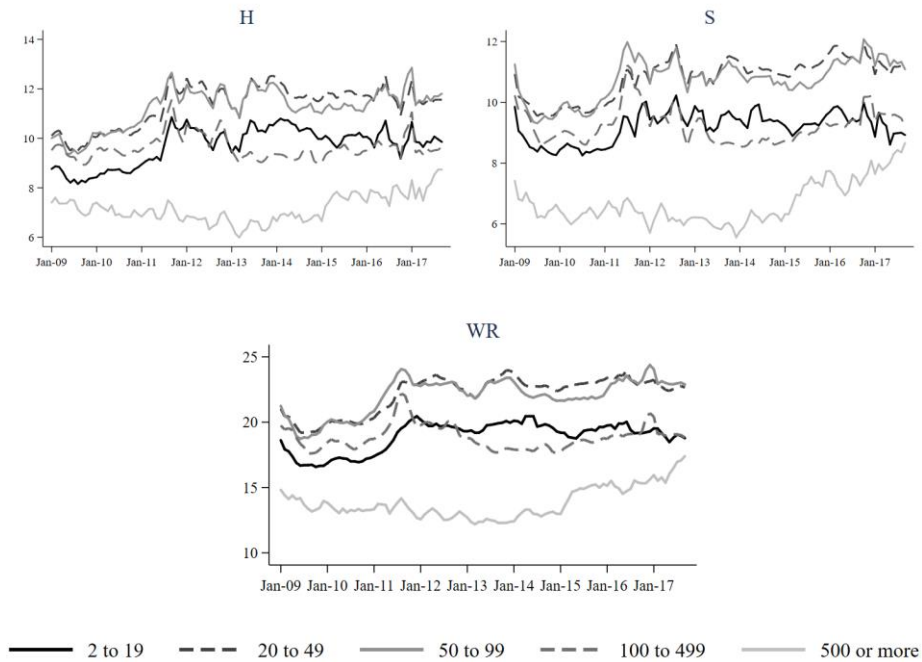 H
14
12
10
8
6
Jan-09 Jan-10 Jan-11 Jan-12 Jan-13 Jan-14 Jan-15 Jan-16 Jan-17
S
12
10
8
6
Jan-09 Jan-10 Jan-11 Jan-12 Jan-13 Jan-14 Jan-15 Jan-16 Jan-17
WR
25
20
15
10
Jan-09 Jan-10 Jan-11 Jan-12 Jan-13 Jan-14 Jan-15 Jan-16 Jan-17
2 to 19 20 to 49 50 to 99 100 to 499 500 or more